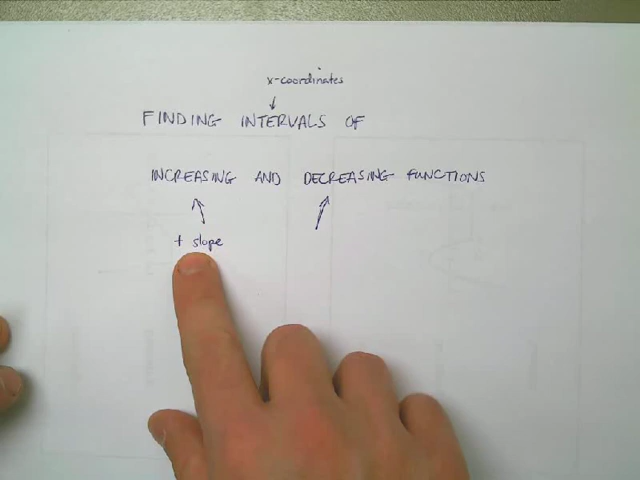 x-coordinates
FINDING INTERVALS OF
INCREASING AND DECREASING FUNCTIONS
+ slope